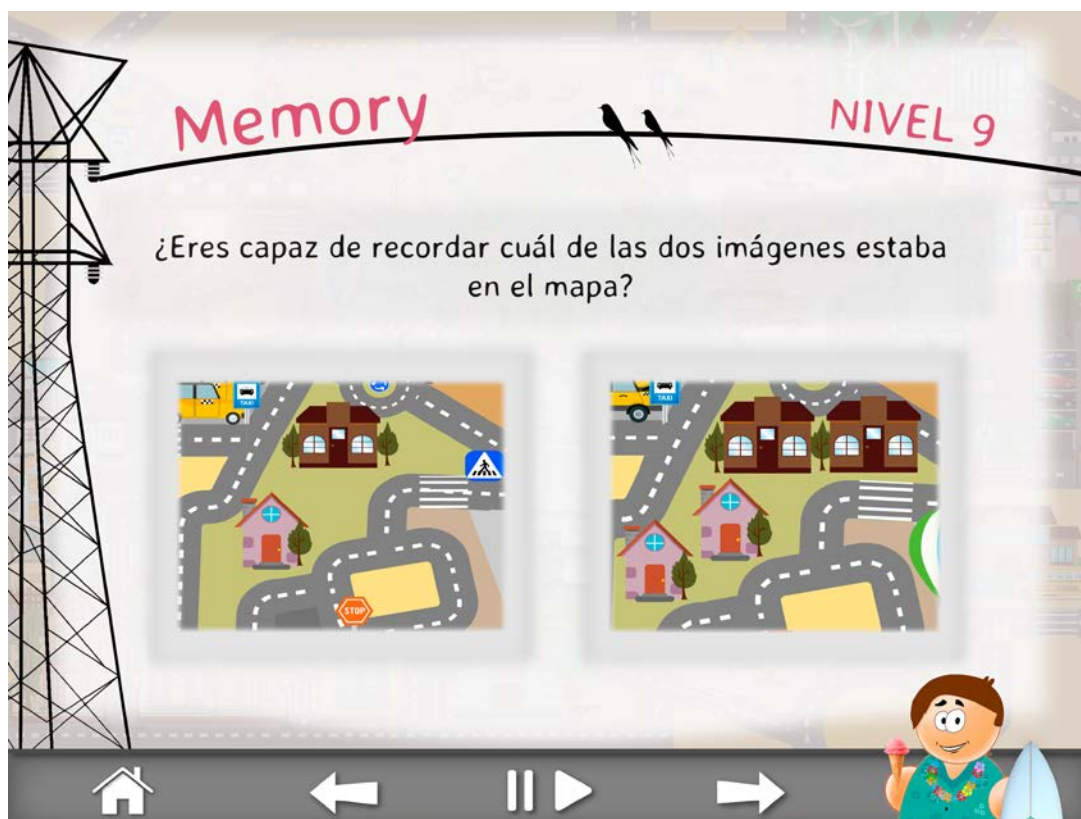 Memory
NIVEL 9
¿Eres capaz de recordar cuál de las dos imágenes estaba
en el mapa?
TAXI
TAXI
STOP